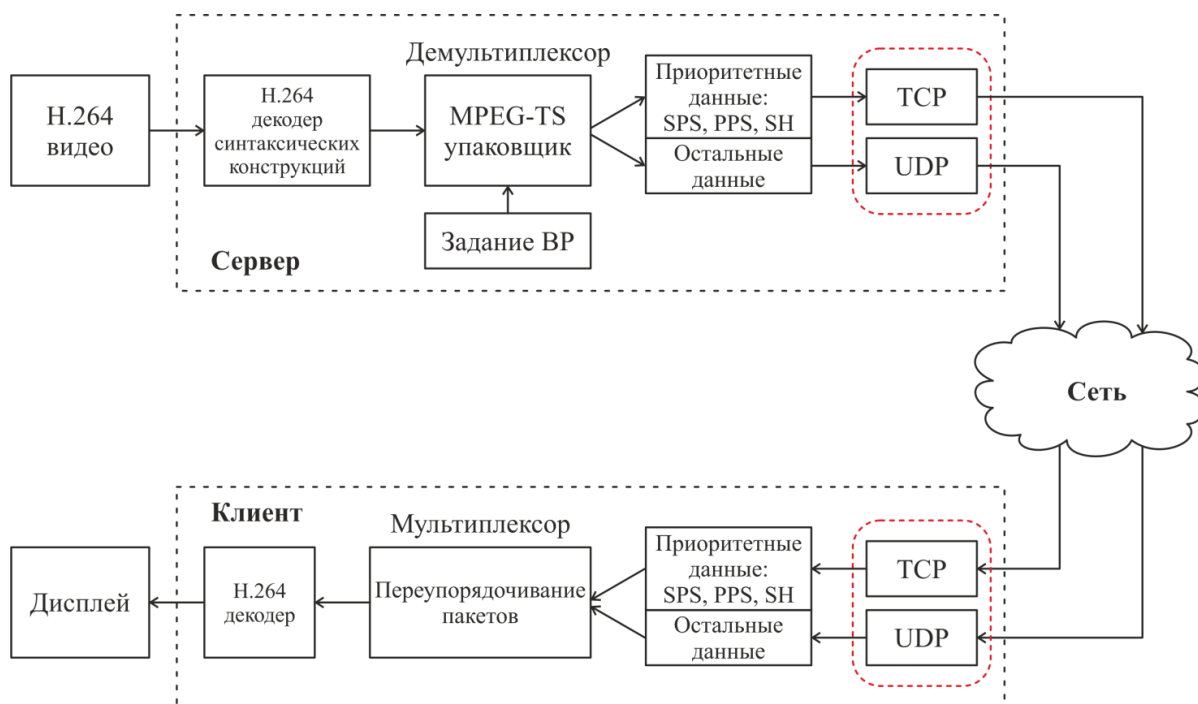 Н.264
видео
Н.264
декодер
синтаксических
конструкций
Демультиплексор
MPEG-TS
упаковщик
Задание ВР
Приоритетные
данные:
SPS, PPS, SH
Остальные
данные
TCP
UDP
Сервер
Сеть
Клиент
Мультиплексор
Дисплей
Н.264
декодер
Переупорядочивание
пакетов
Приоритетные
данные:
SPS, PPS, SH
Остальные
данные
TCP
UDP